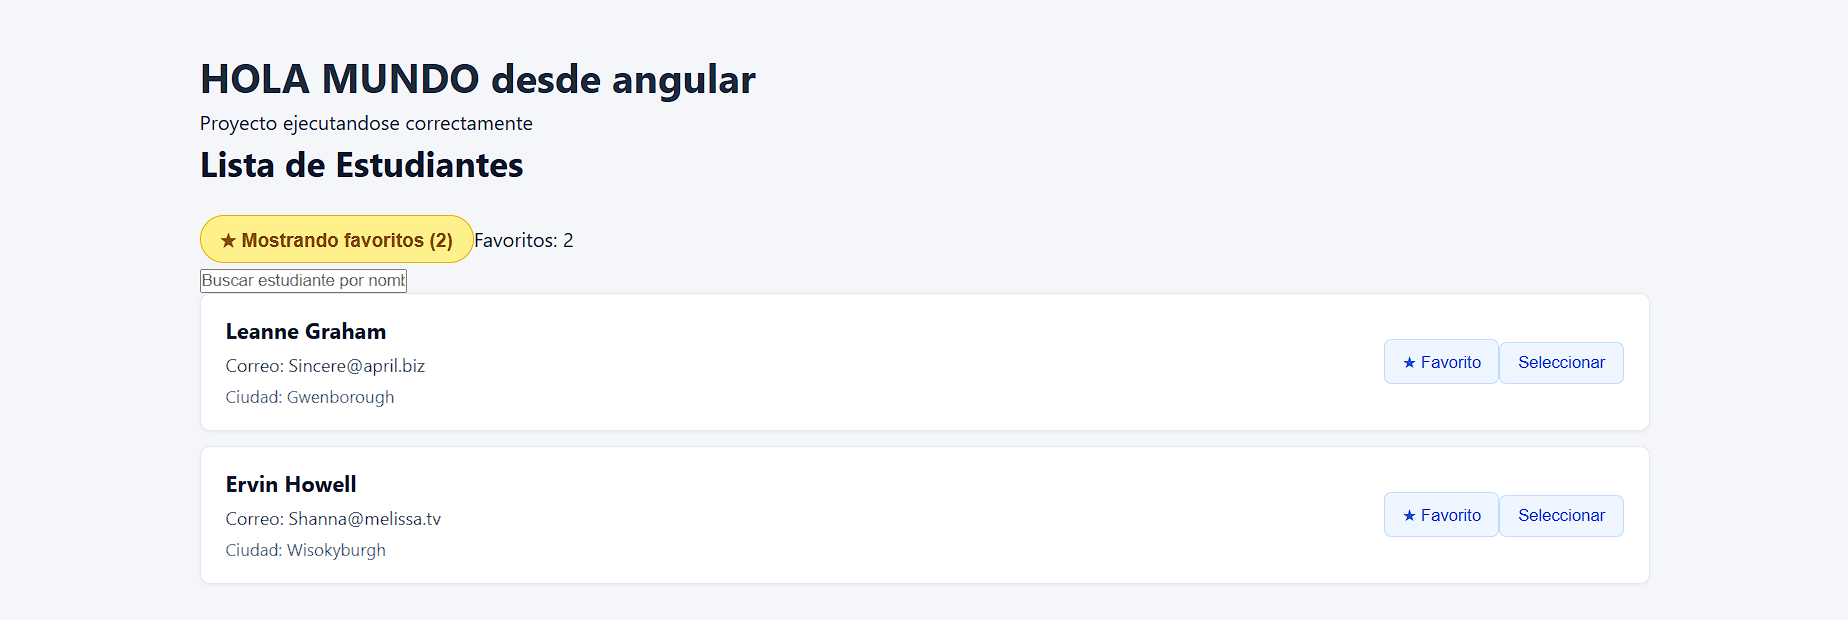 HOLA MUNDO desde angular
Proyecto ejecutandose correctamente
Lista de Estudiantes
★ Mostrando favoritos (2) Favoritos: 2
Buscar estudiante por nomb
Leanne Graham
Correo: Sincere@april.biz
Ciudad: Gwenborough
★ Favorito Seleccionar
Ervin Howell
Correo: Shanna@melissa.tv
Ciudad: Wisokyburgh
★ Favorito Seleccionar